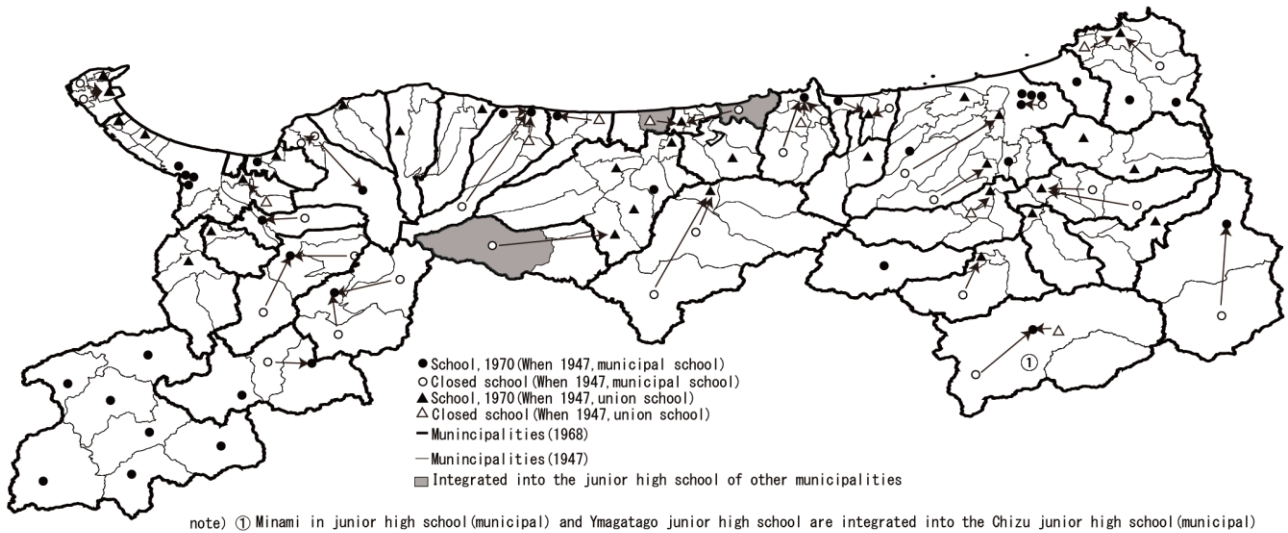 ①
School, 1970(When 1947, municipal school)
Closed school(When 1947, municipal school)
School, 1970(When 1947, union school)
Closed school(When 1947, union school)
Munincipalities(1968)
Munincipalities(1947)
Integrated into the junior high school of other municipalities
note) ① Minami in junior high school(municipal) and Ymagatago junior high school are integrated into the Chizu junior high school(municipal)